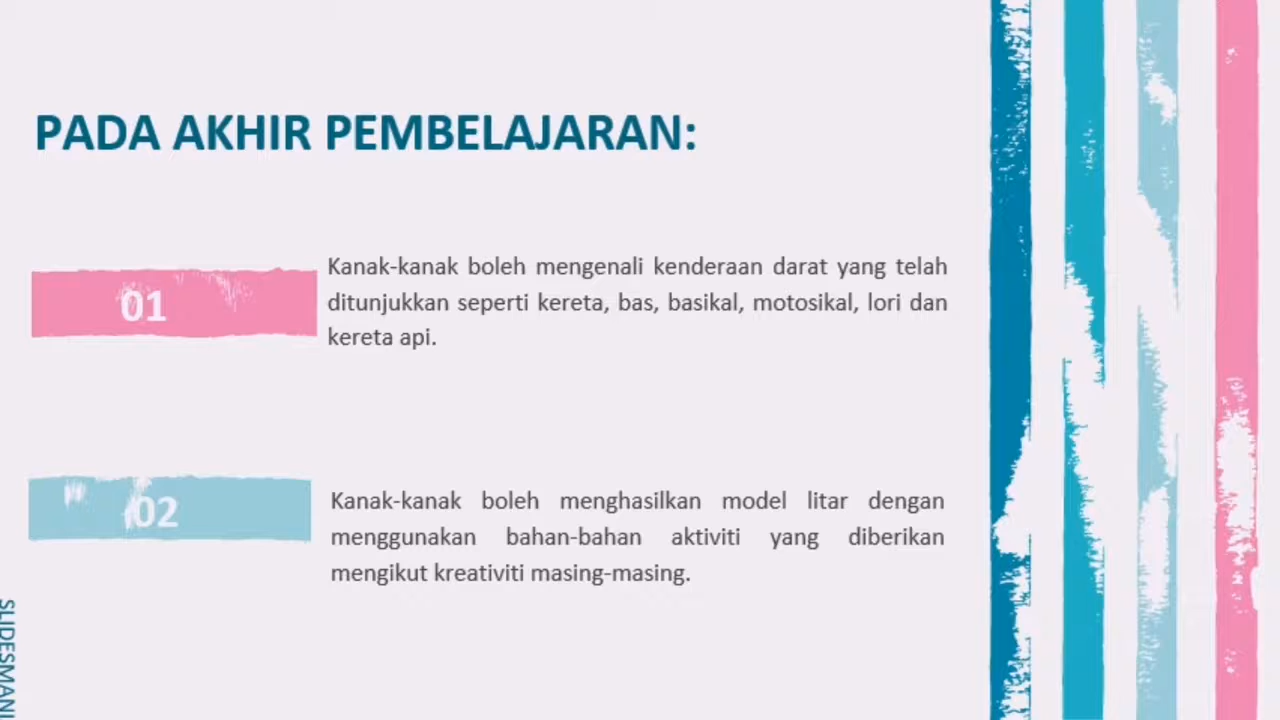 PADA AKHIR PEMBELAJARAN:
01
Kanak-kanak boleh mengenali kenderaan darat yang telah
ditunjukkan seperti kereta, bas, basikal, motosikal, lori dan
kereta api.
02
Kanak-kanak boleh menghasilkan model litar dengan
menggunakan bahan-bahan aktiviti yang diberikan
mengikut kreativiti masing-masing.
SLIDESMANI